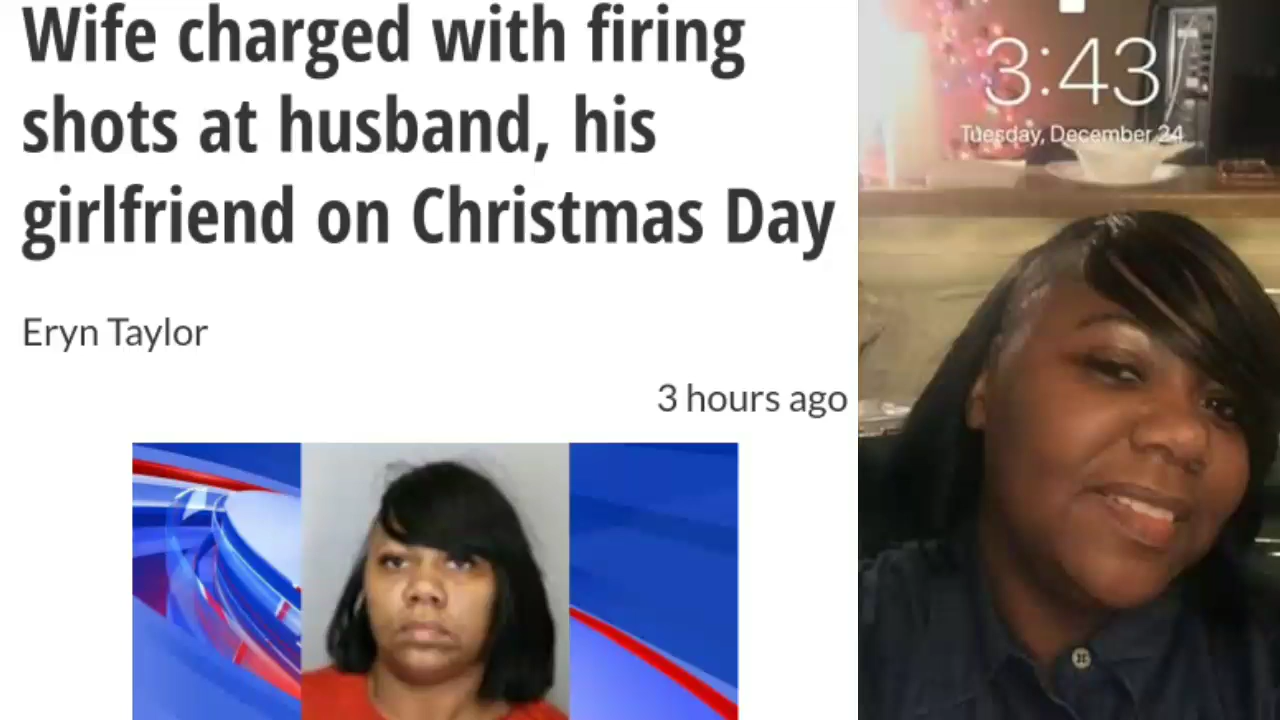 Wife charged with firing
shots at husband, his
girlfriend on Christmas Day
Eryn Taylor
3 hours ago
3:43
Tuesday, December 24